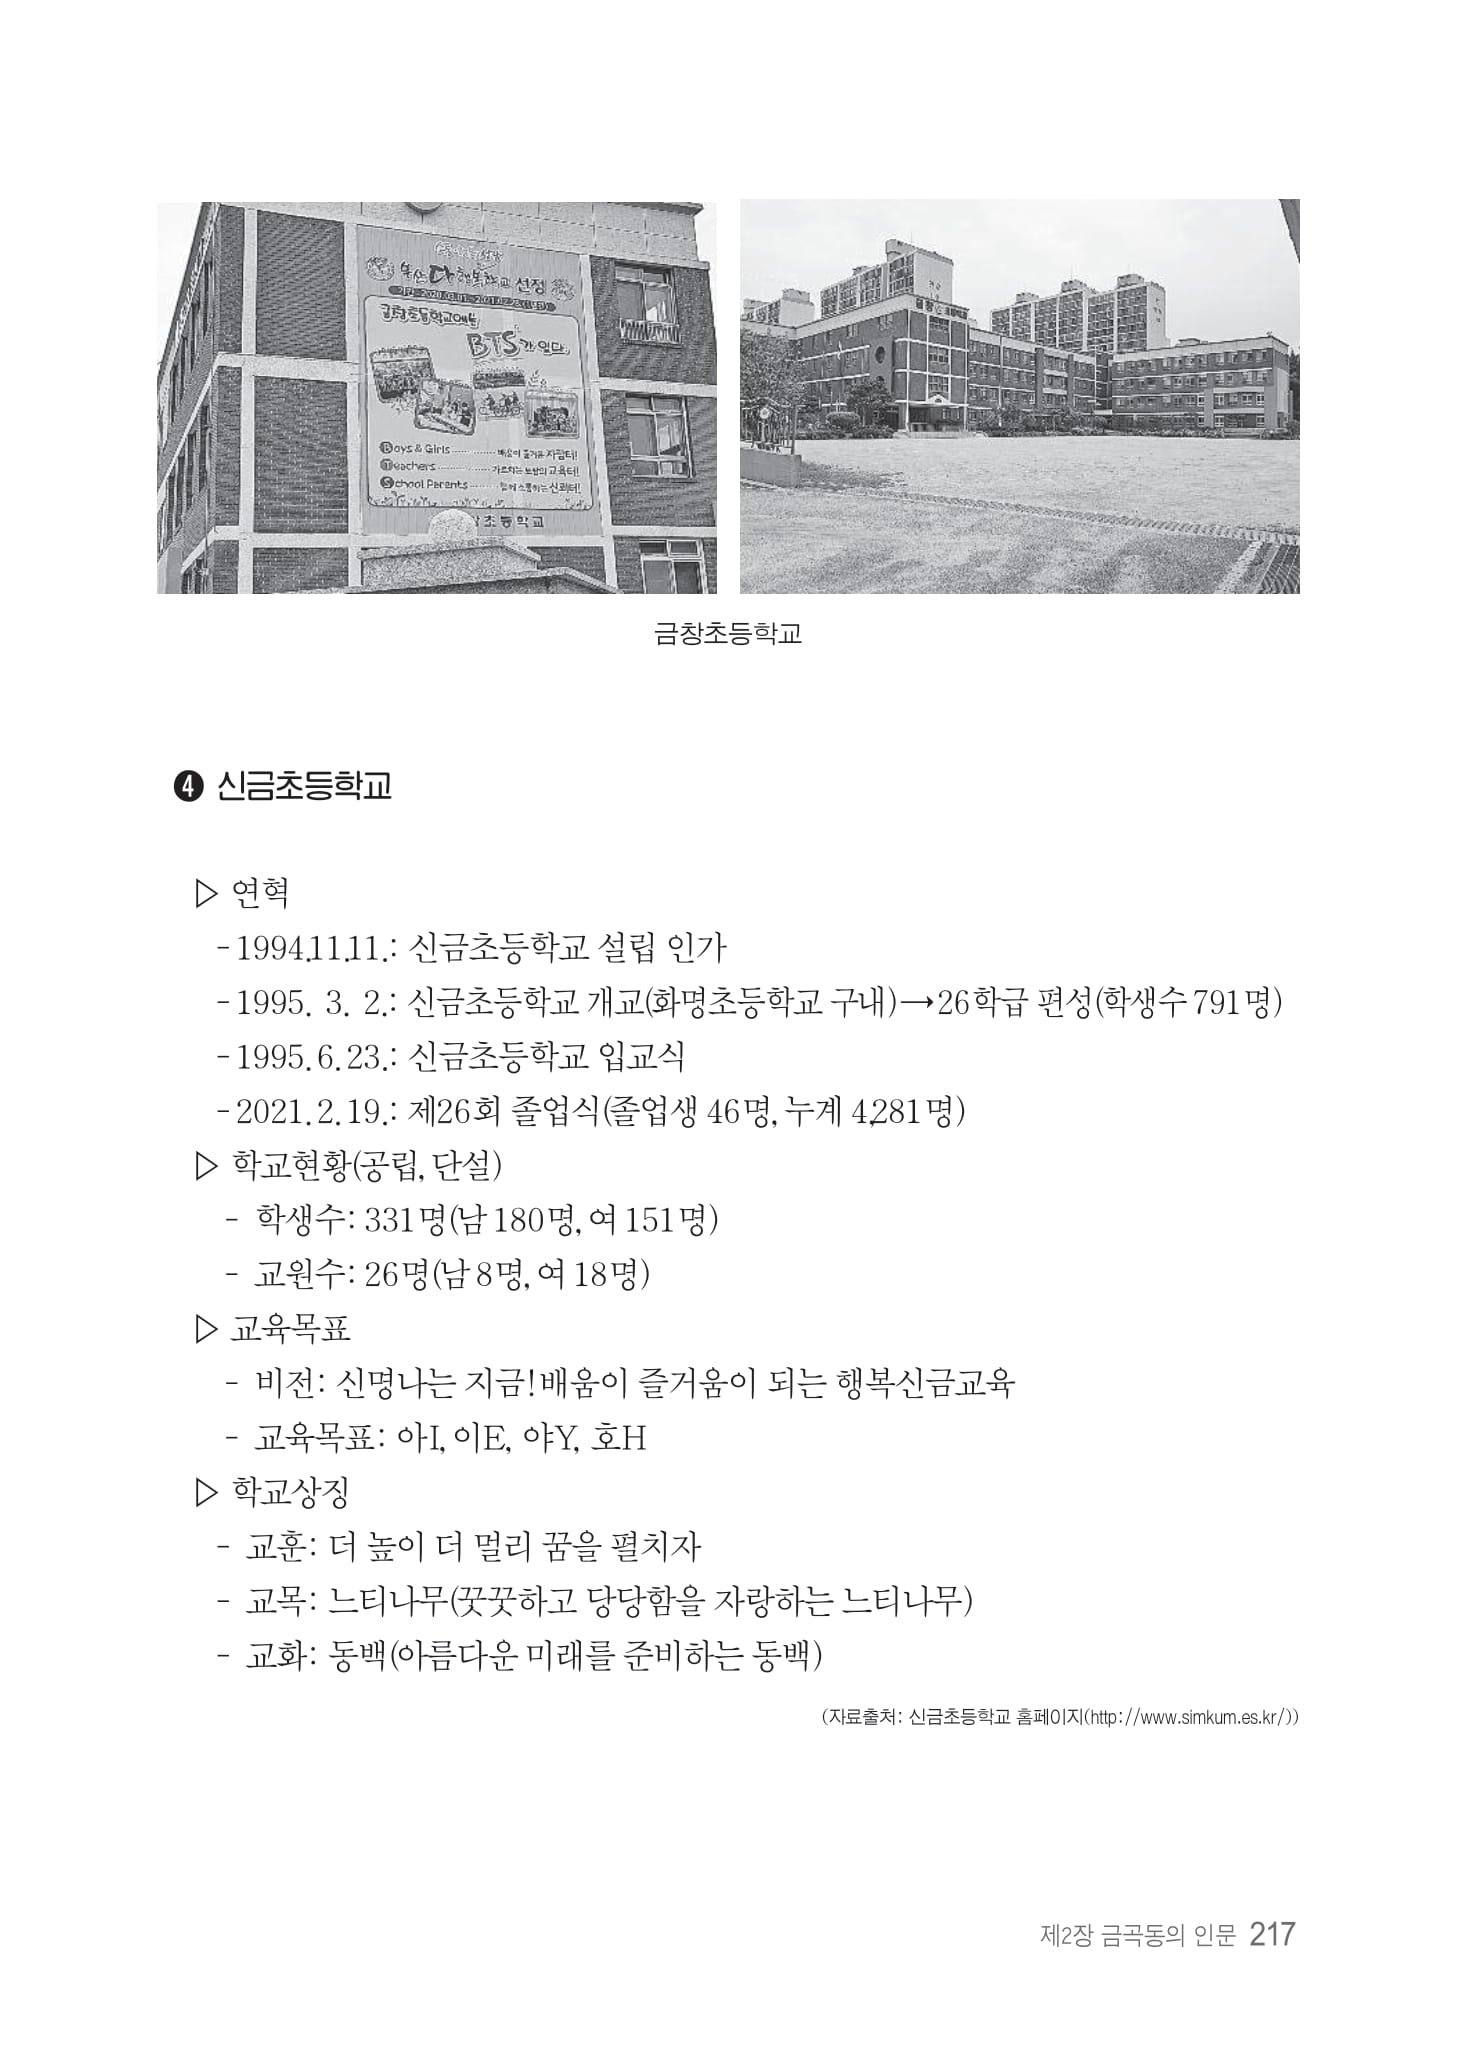 다행복학교 선정
금창초등학교에는
BTS가 있다.
Boys & Girls 배움이 즐거운 자람터!
Teachers 가르치는 보람의 교육터!
School Parents 함께 소통하는 신뢰터!
초등학교
금창초등학교
❹ 신금초등학교
▷ 연혁
- 1994.11.11.: 신금초등학교 설립 인가
- 1995. 3. 2.: 신금초등학교 개교(화명초등학교 구내)→26학급 편성(학생수 791명)
- 1995. 6. 23.: 신금초등학교 입교식
- 2021. 2. 19.: 제26회 졸업식(졸업생 46명, 누계 4,281명)
▷ 학교현황(공립, 단설)
- 학생수: 331명(남 180명, 여 151명)
- 교원수: 26명(남 8명, 여 18명)
▷ 교육목표
- 비전: 신명나는 지금! 배움이 즐거움이 되는 행복신금교육
- 교육목표: 아I, 이E, 야Y, 호H
▷ 학교상징
- 교훈: 더 높이 더 멀리 꿈을 펼치자
- 교목: 느티나무(꿋꿋하고 당당함을 자랑하는 느티나무)
- 교화: 동백(아름다운 미래를 준비하는 동백)
(자료출처: 신금초등학교 홈페이지(http://www.simkum.es.kr/))
제2장 금곡동의 인문 217